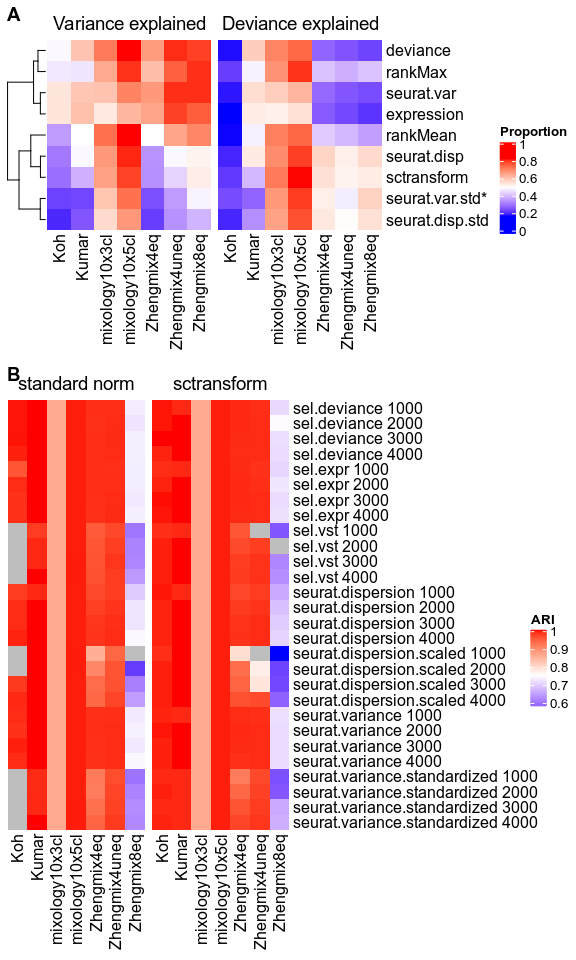 A
Variance explained
Deviance explained
deviance
rankMax
seurat.var
expression
rankMean
seurat.disp
sctransform
seurat.var.std*
seurat.disp.std
Proportion
1
0.8
0.6
0.4
0.2
0
Koh
Kumar
mixology10x3cl
mixology10x5cl
Zhengmix4eq
Zhengmix4uneq
Zhengmix8eq
Koh
Kumar
mixology10x3cl
mixology10x5cl
Zhengmix4eq
Zhengmix4uneq
Zhengmix8eq
B
standard norm
sctransform
sel.deviance 1000
sel.deviance 2000
sel.deviance 3000
sel.deviance 4000
sel.expr 1000
sel.expr 2000
sel.expr 3000
sel.expr 4000
sel.vst 1000
sel.vst 2000
sel.vst 3000
sel.vst 4000
seurat.dispersion 1000
seurat.dispersion 2000
seurat.dispersion 3000
seurat.dispersion 4000
seurat.dispersion.scaled 1000
seurat.dispersion.scaled 2000
seurat.dispersion.scaled 3000
seurat.dispersion.scaled 4000
seurat.variance 1000
seurat.variance 2000
seurat.variance 3000
seurat.variance 4000
seurat.variance.standardized 1000
seurat.variance.standardized 2000
seurat.variance.standardized 3000
seurat.variance.standardized 4000
ARI
1
0.9
0.8
0.7
0.6
Koh
Kumar
mixology10x3cl
mixology10x5cl
Zhengmix4eq
Zhengmix4uneq
Zhengmix8eq
Koh
Kumar
mixology10x3cl
mixology10x5cl
Zhengmix4eq
Zhengmix4uneq
Zhengmix8eq